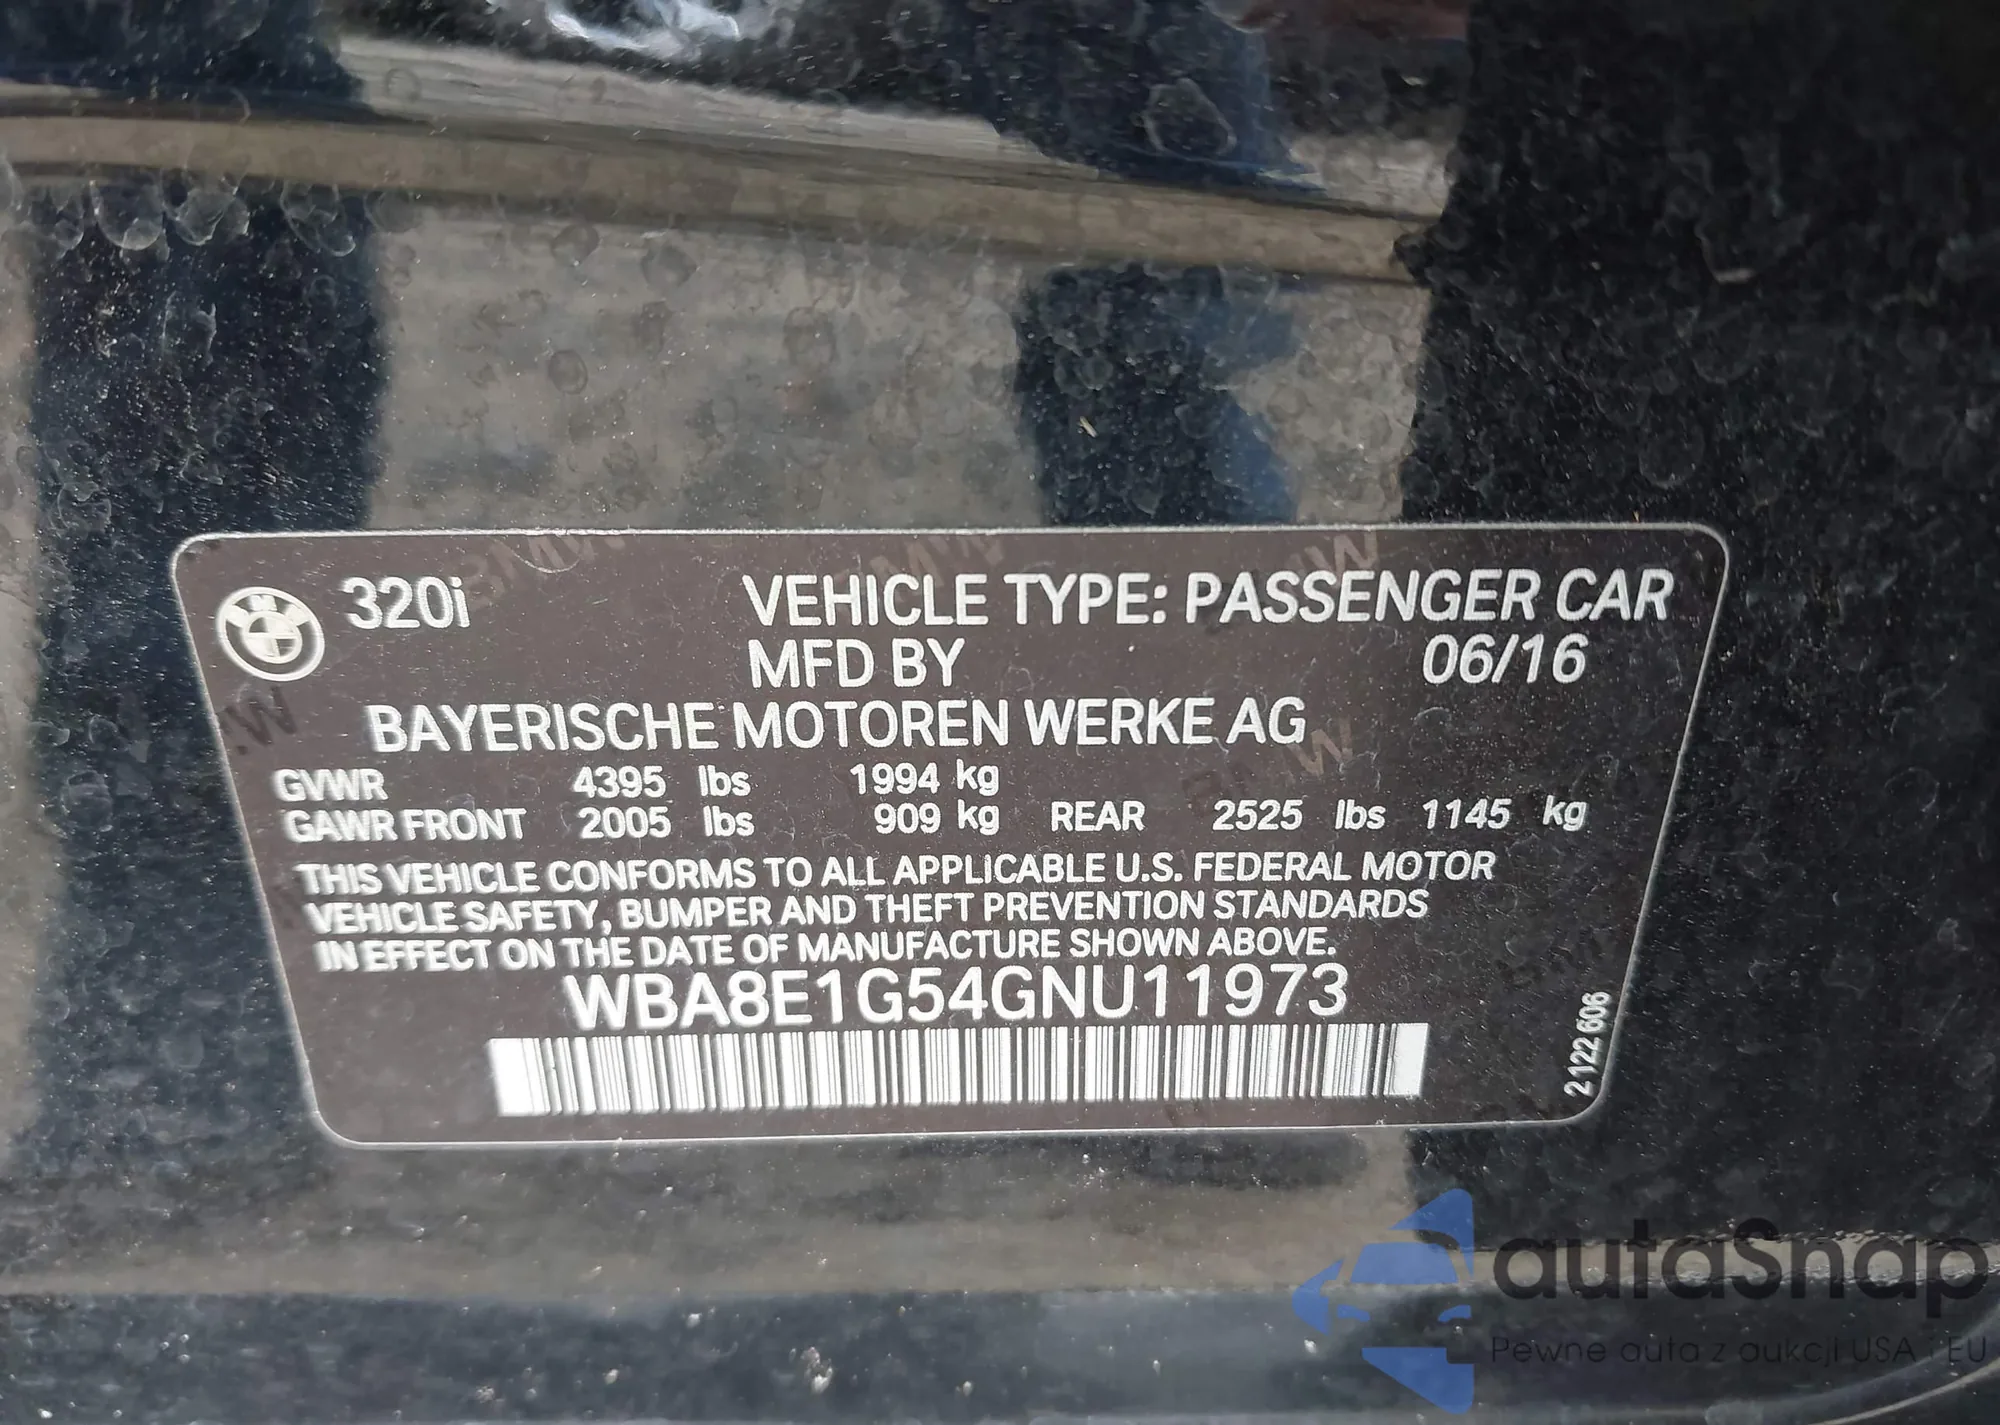 320i VEHICLE TYPE: PASSENGER CAR
MFD BY 06/16
BAYERISCHE MOTOREN WERKE AG
GVWR 4395 lbs 1994 kg
GAWR FRONT 2005 lbs 909 kg REAR 2525 lbs 1145 kg
THIS VEHICLE CONFORMS TO ALL APPLICABLE U.S. FEDERAL MOTOR
VEHICLE SAFETY, BUMPER AND THEFT PREVENTION STANDARDS
IN EFFECT ON THE DATE OF MANUFACTURE SHOWN ABOVE.
WBA8E1G54GNU11973
2122606
autaSnap
Pewne auta z aukcji USA i EU